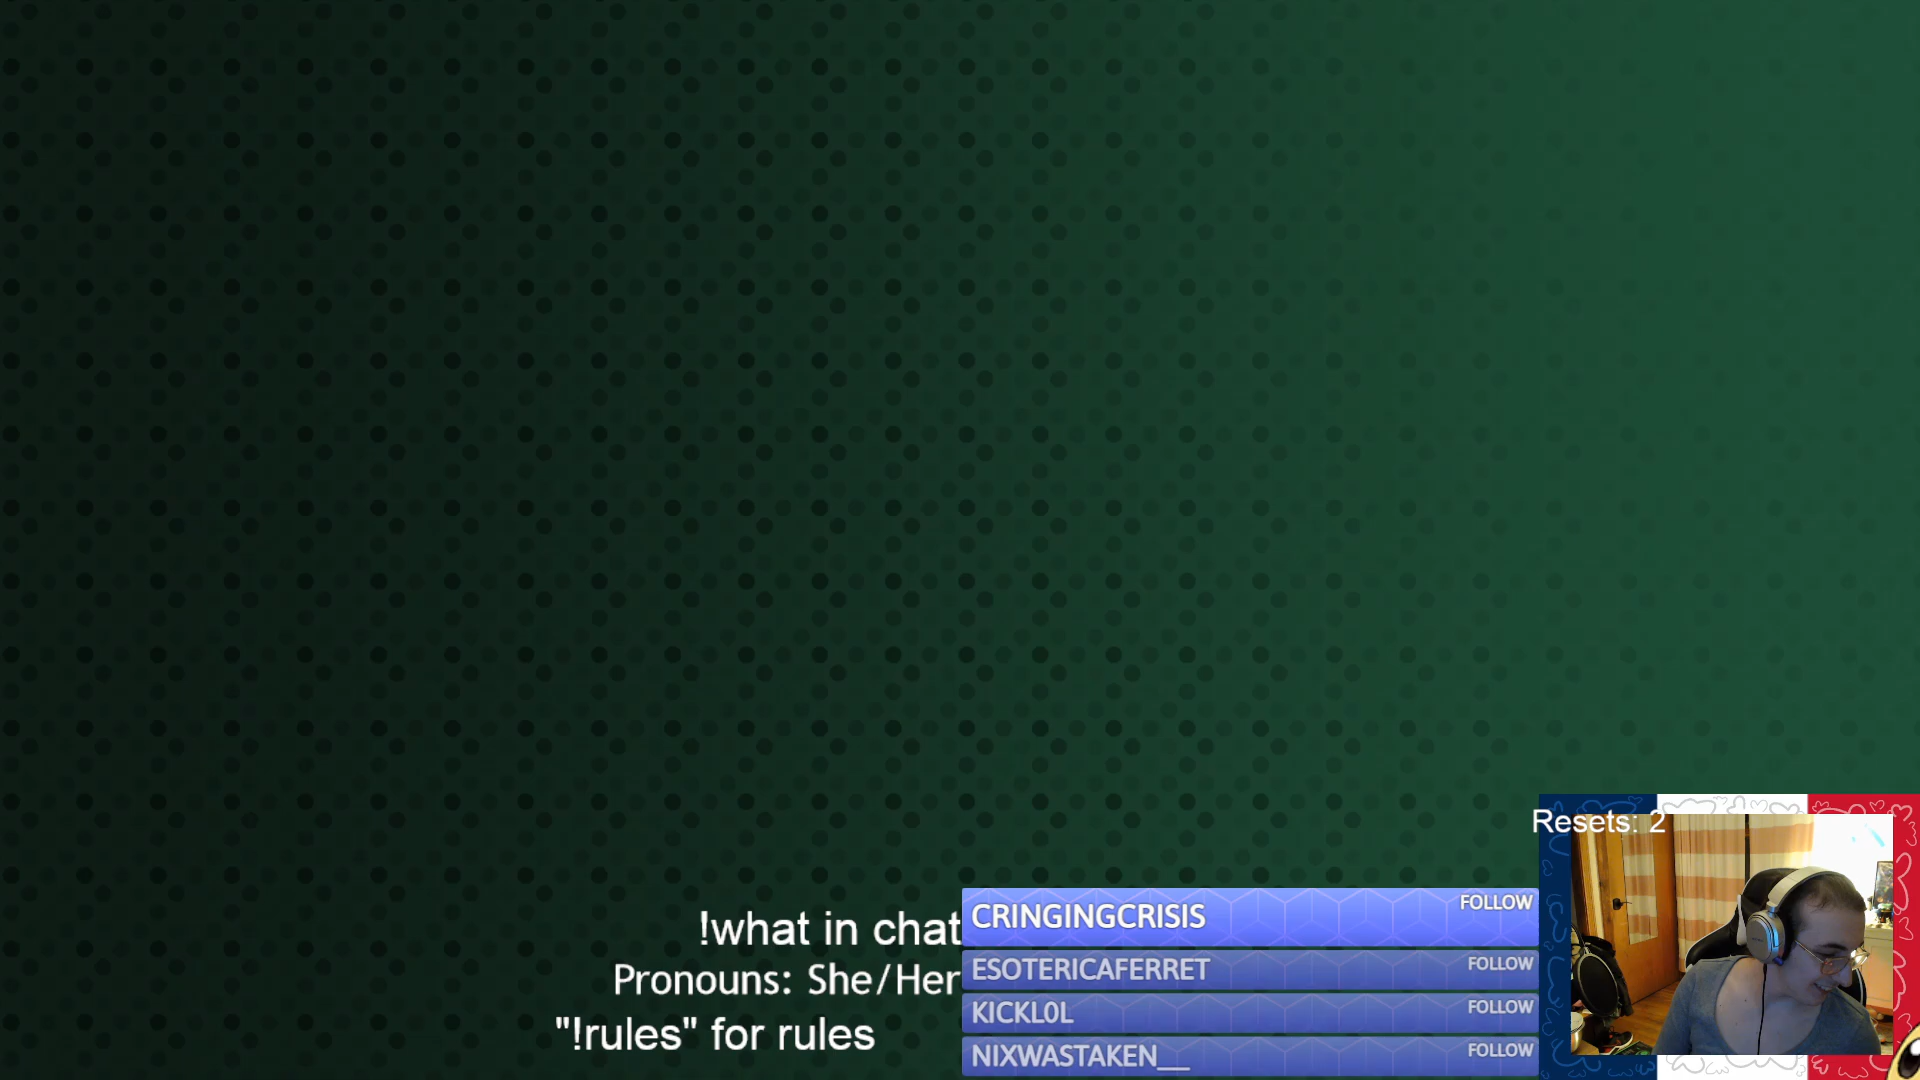 Resets: 2
!what in chat
Pronouns: She/Her
"!rules" for rules
CRINGINGCRISIS FOLLOW
ESOTERICAFERRET FOLLOW
KICKL0L FOLLOW
NIXWASTAKEN__ FOLLOW